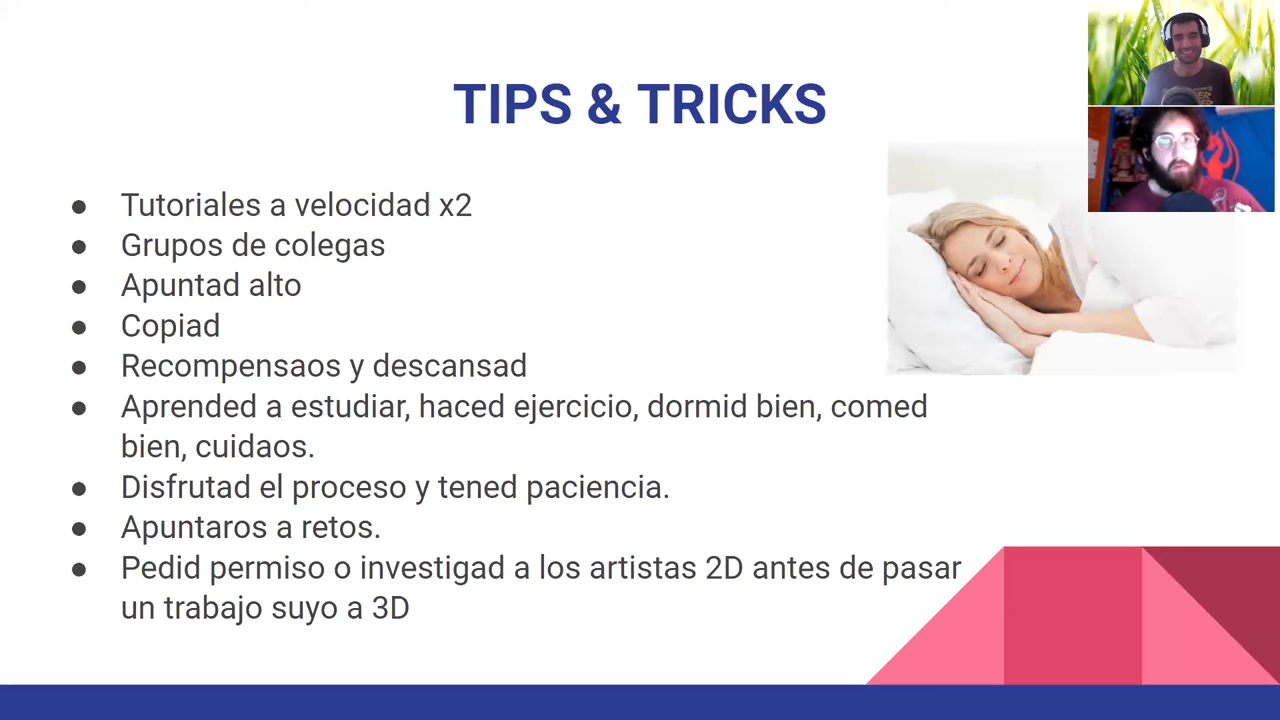 TIPS & TRICKS
● Tutoriales a velocidad x2
● Grupos de colegas
● Apuntad alto
● Copiad
● Recompensaos y descansad
● Aprended a estudiar, haced ejercicio, dormid bien, comed
bien, cuidaos.
● Disfrutad el proceso y tened paciencia.
● Apuntaros a retos.
● Pedid permiso o investigad a los artistas 2D antes de pasar
un trabajo suyo a 3D